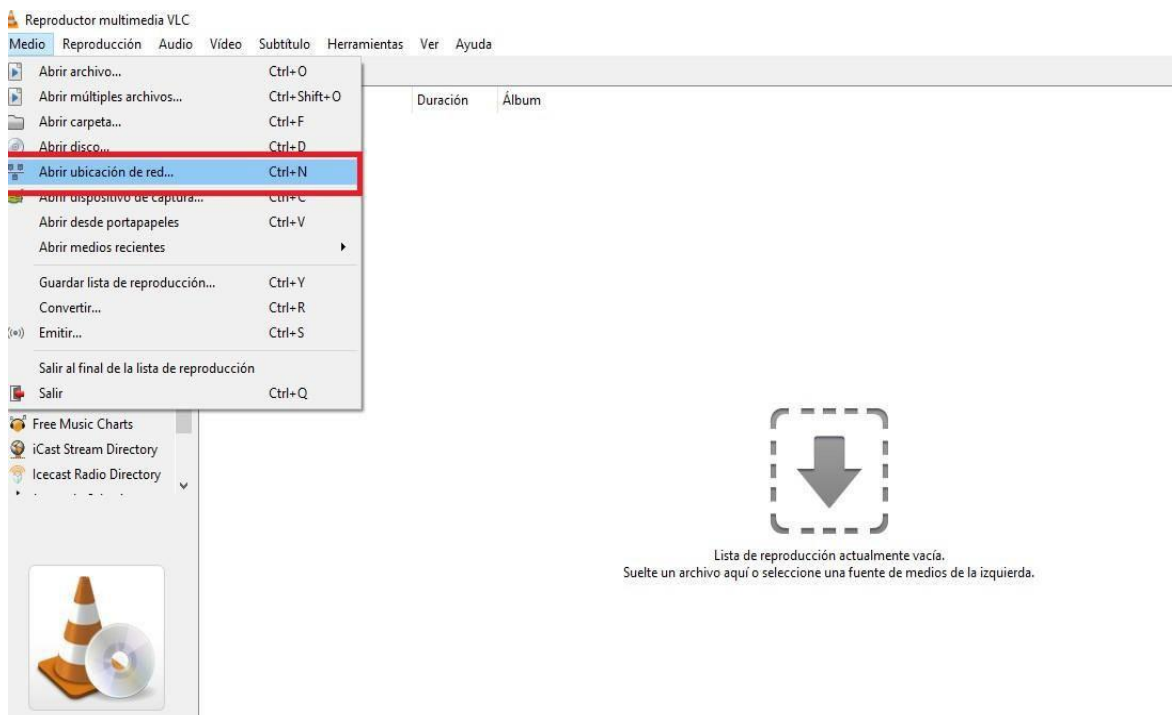 Reproductor multimedia VLC
Medio Reproducción Audio Vídeo Subtítulo Herramientas Ver Ayuda
Abrir archivo... Ctrl+O
Abrir múltiples archivos... Ctrl+Shift+O
Duración Álbum
Abrir carpeta... Ctrl+F
Abrir disco... Ctrl+D
Abrir ubicación de red... Ctrl+N
Abrir dispositivo de captura... Ctrl+C
Abrir desde portapapeles Ctrl+V
Abrir medios recientes
Guardar lista de reproducción... Ctrl+Y
Convertir... Ctrl+R
Emitir... Ctrl+S
Salir al final de la lista de reproducción
Salir Ctrl+Q
Free Music Charts
iCast Stream Directory
Icecast Radio Directory
Lista de reproducción actualmente vacía.
Suelte un archivo aquí o seleccione una fuente de medios de la izquierda.